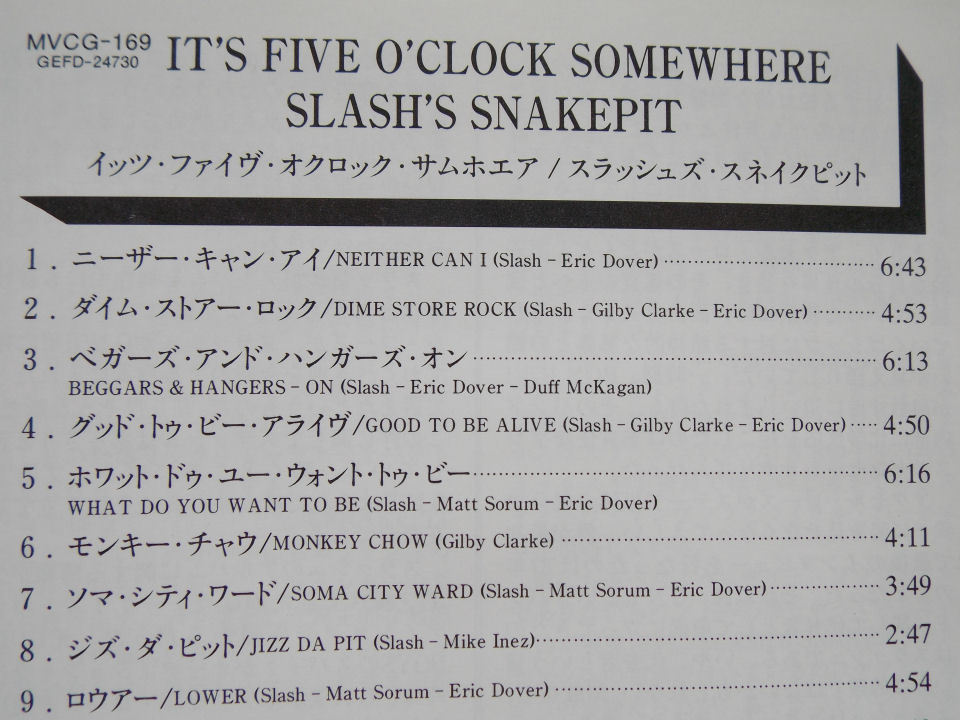 MVCG-169
GEFD-24730
IT'S FIVE O'CLOCK SOMEWHERE
SLASH'S SNAKEPIT
イッツ・ファイヴ・オクロック・サムホエア / スラッシュズ・スネイクピット
1. ニーザー・キャン・アイ/NEITHER CAN I (Slash – Eric Dover) 6:43
2. ダイム・ストアー・ロック/DIME STORE ROCK (Slash – Gilby Clarke – Eric Dover) 4:53
3. ベガーズ・アンド・ハンガーズ・オン 6:13
BEGGARS & HANGERS – ON (Slash – Eric Dover – Duff McKagan)
4. グッド・トゥ・ビー・アライヴ/GOOD TO BE ALIVE (Slash – Gilby Clarke – Eric Dover) 4:50
5. ホワット・ドゥ・ユー・ウォント・トゥ・ビー 6:16
WHAT DO YOU WANT TO BE (Slash – Matt Sorum – Eric Dover)
6. モンキー・チャウ/MONKEY CHOW (Gilby Clarke) 4:11
7. ソマ・シティ・ワード/SOMA CITY WARD (Slash – Matt Sorum – Eric Dover) 3:49
8. ジズ・ダ・ピット/JIZZ DA PIT (Slash – Mike Inez) 2:47
9. ロウアー/LOWER (Slash – Matt Sorum – Eric Dover) 4:54